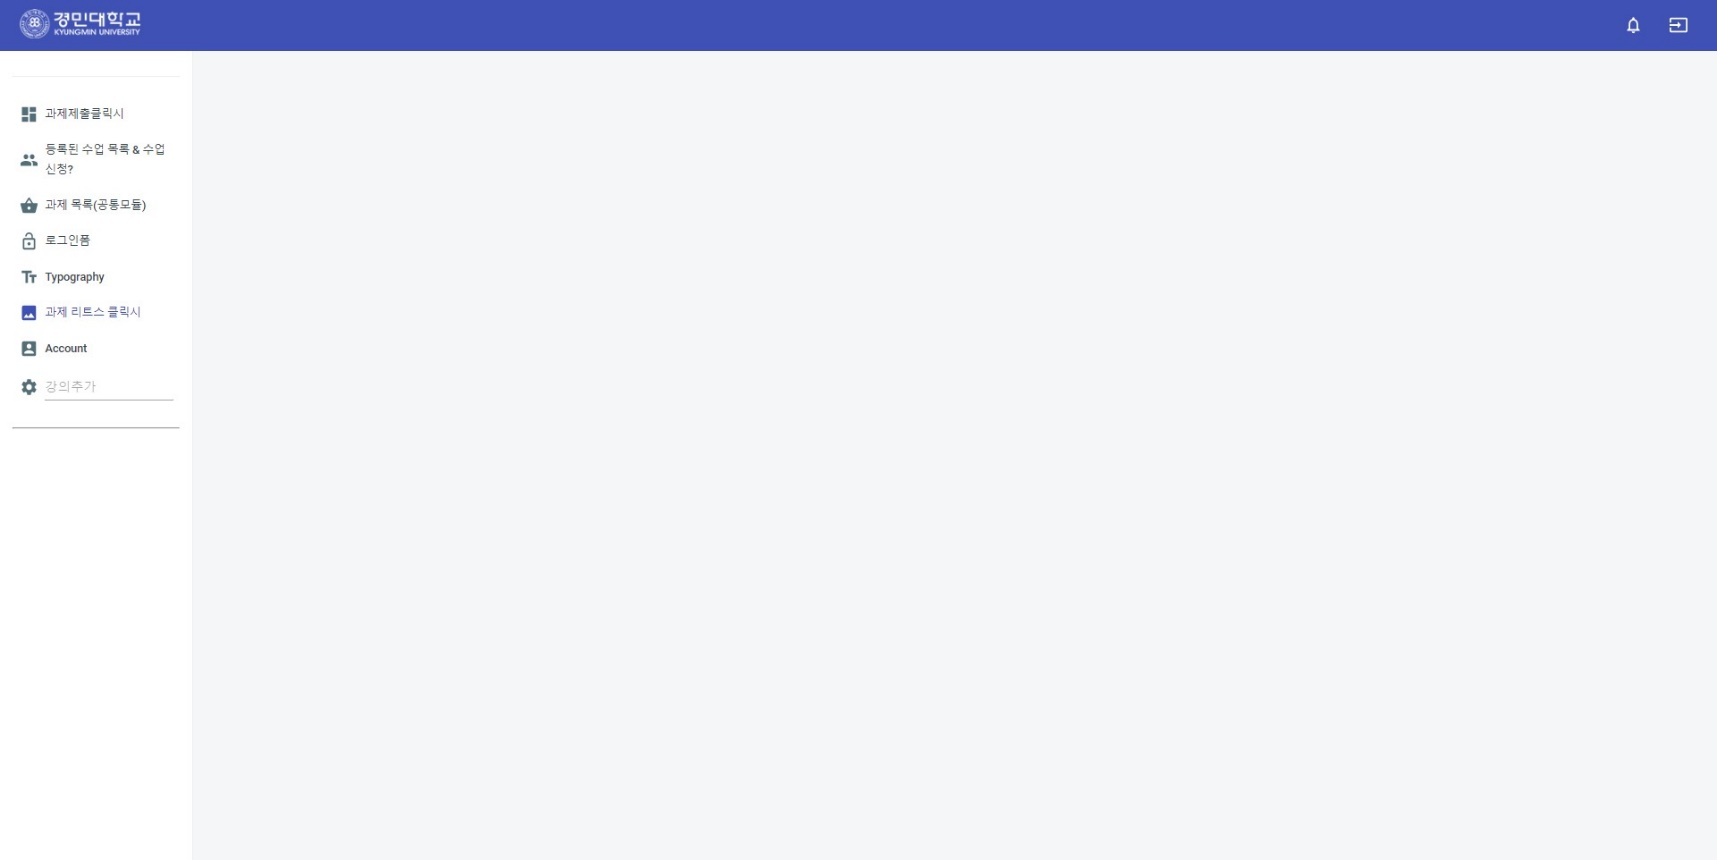 경민대학교
KYUNGMIN UNIVERSITY
과제제출클릭시
등록된 수업 목록 & 수업
신청?
과제 목록(공통모듈)
로그인폼
Typography
과제 리트스 클릭시
Account
강의추가